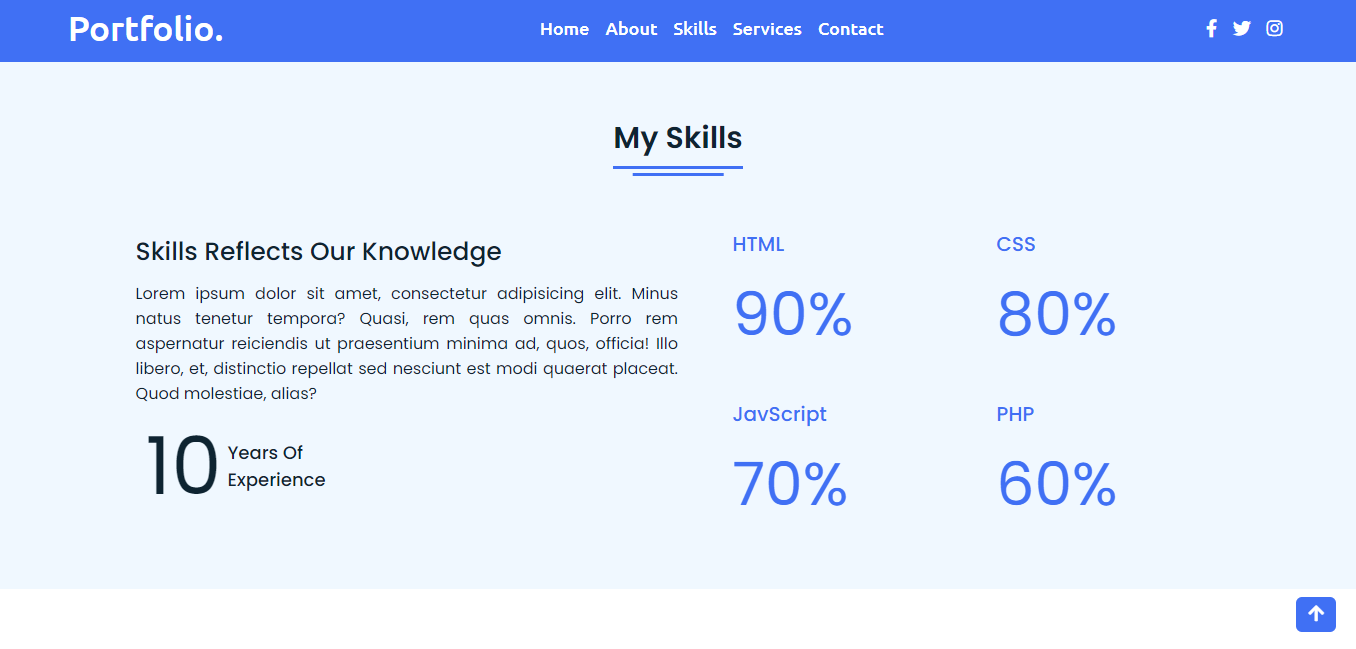 Portfolio.
Home About Skills Services Contact
My Skills
Skills Reflects Our Knowledge
Lorem ipsum dolor sit amet, consectetur adipisicing elit. Minus
natus tenetur tempora? Quasi, rem quas omnis. Porro rem
aspernatur reiciendis ut praesentium minima ad, quos, officia! Illo
libero, et, distinctio repellat sed nesciunt est modi quaerat placeat.
Quod molestiae, alias?
10
Years Of
Experience
HTML
90%
CSS
80%
JavScript
70%
PHP
60%